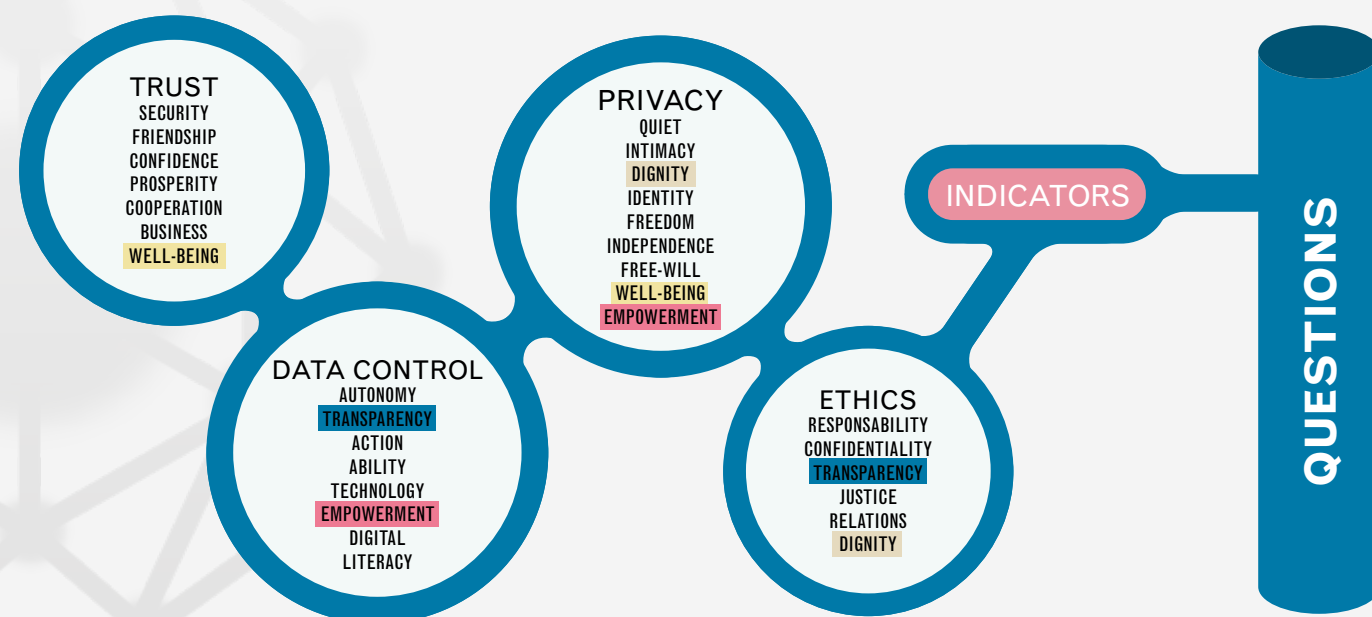 TRUST
SECURITY
FRIENDSHIP
CONFIDENCE
PROSPERITY
COOPERATION
BUSINESS
WELL-BEING
DATA CONTROL
AUTONOMY
TRANSPARENCY
ACTION
ABILITY
TECHNOLOGY
EMPOWERMENT
DIGITAL
LITERACY
PRIVACY
QUIET
INTIMACY
DIGNITY
IDENTITY
FREEDOM
INDEPENDENCE
FREE-WILL
WELL-BEING
EMPOWERMENT
ETHICS
RESPONSABILITY
CONFIDENTIALITY
TRANSPARENCY
JUSTICE
RELATIONS
DIGNITY
INDICATORS
QUESTIONS